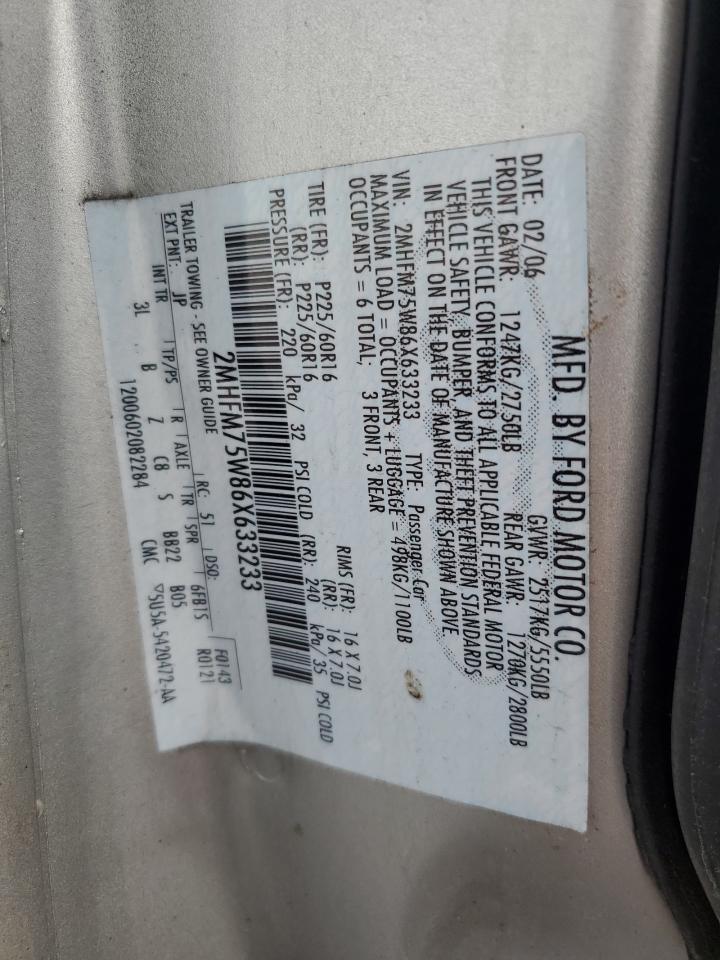 MFD. BY FORD MOTOR CO.
DATE: 02/06 GVWR: 2517KG/5550LB
FRONT GAWR: 1247KG/2750LB REAR GAWR: 1270KG/2800LB
THIS VEHICLE CONFORMS TO ALL APPLICABLE FEDERAL MOTOR
VEHICLE SAFETY, BUMPER, AND THEFT PREVENTION STANDARDS
IN EFFECT ON THE DATE OF MANUFACTURE SHOWN ABOVE.
VIN: 2MHFM75W86X633233 TYPE: Passenger Car
MAXIMUM LOAD = OCCUPANTS + LUGGAGE = 498KG/1100LB
OCCUPANTS = 6 TOTAL; 3 FRONT, 3 REAR
TIRE (FR): P225/60R16 RIMS (FR): 16 X 7.0J
(RR): P225/60R16 (RR): 16 X 7.0J
PRESSURE (FR): 220 kPa/ 32 PSI COLD (RR): 240 kPa/35 PSI COLD
2MHFM75W86X633233
TRAILER TOWING - SEE OWNER GUIDE
EXT PNT: JP RC: 51 DSO: F0143
INT TR TP/PS R AXLE TR SPR 6FB1S R0121
3L B Z C8 S BB22 B05
1200602082284 CMC 5U5A-5420472-AA